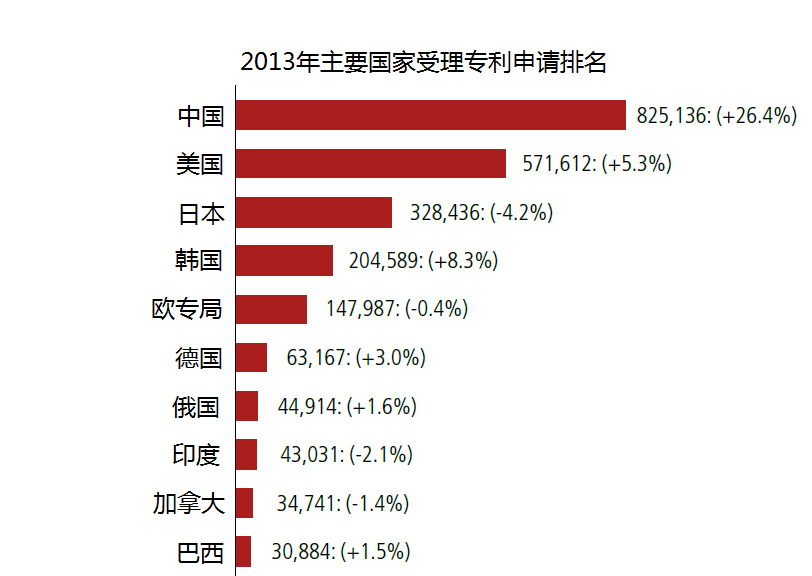 2013年主要国家受理专利申请排名
中国 825,136: (+26.4%)
美国 571,612: (+5.3%)
日本 328,436: (-4.2%)
韩国 204,589: (+8.3%)
欧专局 147,987: (-0.4%)
德国 63,167: (+3.0%)
俄国 44,914: (+1.6%)
印度 43,031: (-2.1%)
加拿大 34,741: (-1.4%)
巴西 30,884: (+1.5%)